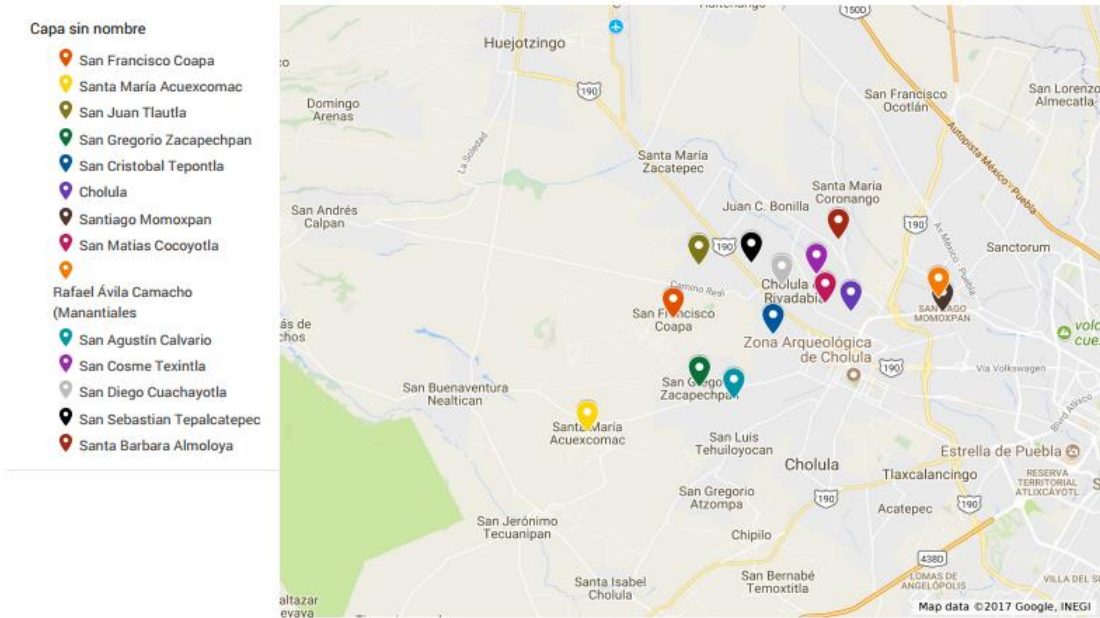 Capa sin nombre
San Francisco Coapa
Santa María Acuexcomac
San Juan Tlautla
San Gregorio Zacapechpan
San Cristobal Tepontla
Cholula
Santiago Momoxpan
San Matias Cocoyotla
Rafael Ávila Camacho
(Manantiales
San Agustín Calvario
San Cosme Texintla
San Diego Cuachayotla
San Sebastian Tepalcatepec
Santa Barbara Almoloya
150D
Huejotzingo
190
San Francisco
Ocotlán
San Lorenzo
Almecatla
Domingo
Arenas
Autopista México - Puebla
La Soledad
Santa María
Zacatepec
Santa María
Coronango
Juan C. Bonilla
San Andrés
Calpan
190
190
Av México - Puebla
Sanctorum
Camino Real
Cholula
Rivadabia
San Francisco
Coapa
MOMOXPAN
Zona Arqueológica
de Cholula
190
Vía Volkswagen
San Buenaventura
Nealtican
San
Zacapechpan
Santa María
Acuexcomac
San Luis
Tehuiloyocan
Cholula
Estrella de Puebla
Tlaxcalancingo
RESERVA
TERRITORIAL
ATLIXCÁYOTL
San Gregorio
Atzompa
190
190
Acatepec
San Jerónimo
Tecuanipan
Chipilo
438D
Santa Isabel
Cholula
San Bernabé
Temoxtitla
LOMAS DE
ANGELÓPOLIS
VILLA DEL S
Map data ©2017 Google, INEGI